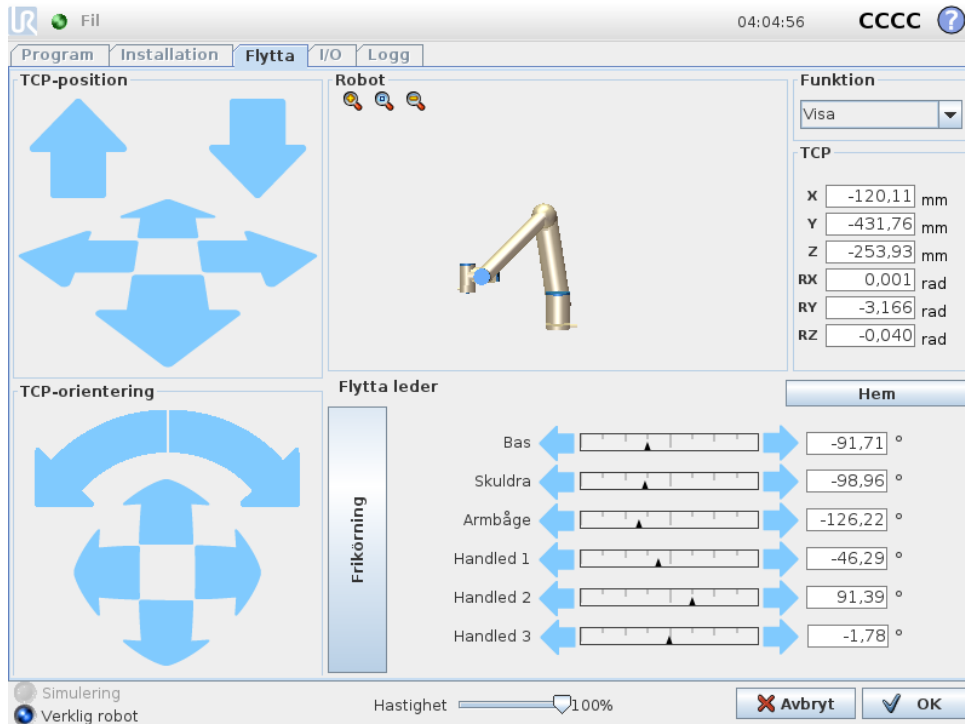 UR Fil 04:04:56 CCCC ?
Program Installation Flytta I/O Logg
TCP-position
Robot
Funktion
Visa
TCP
X -120,11 mm
Y -431,76 mm
Z -253,93 mm
RX 0,001 rad
RY -3,166 rad
RZ -0,040 rad
TCP-orientering
Flytta leder
Hem
Frikörning
Bas -91,71 º
Skuldra -98,96 º
Armbåge -126,22 º
Handled 1 -46,29 º
Handled 2 91,39 º
Handled 3 -1,78 º
Simulering
Verklig robot
Hastighet 100%
Avbryt
OK